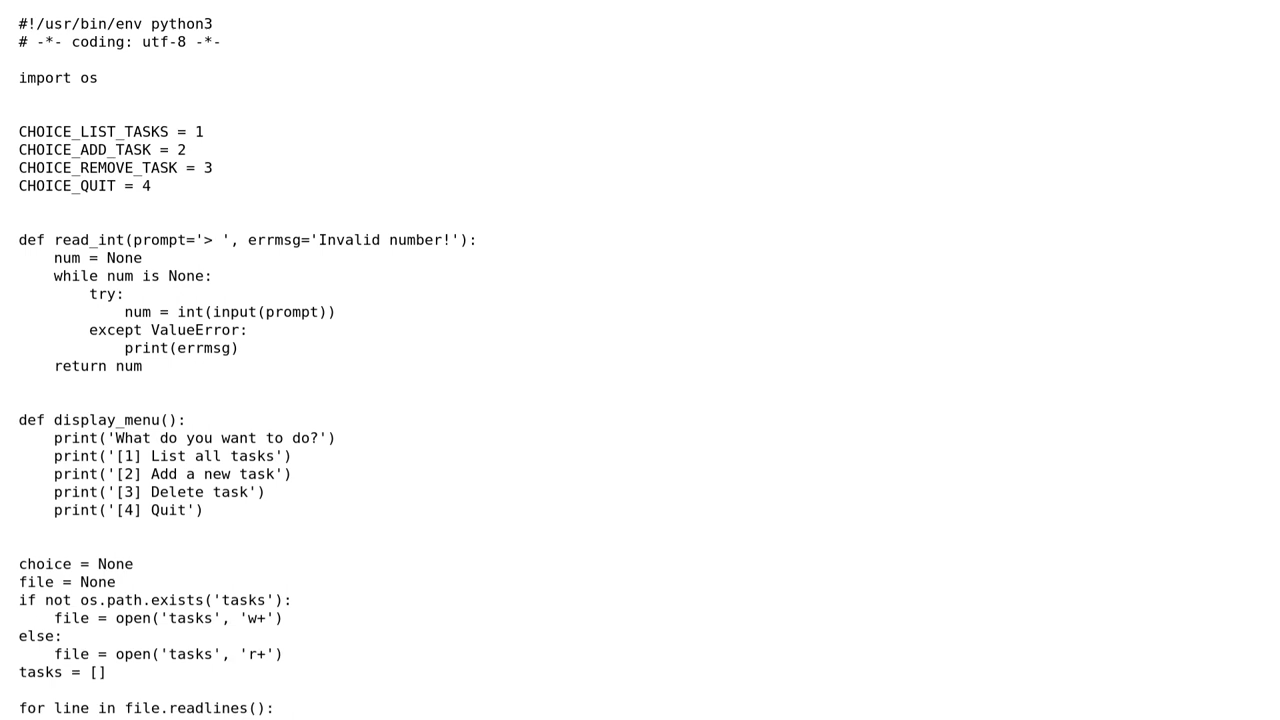 #!/usr/bin/env python3
# -*- coding: utf-8 -*-

import os


CHOICE_LIST_TASKS = 1
CHOICE_ADD_TASK = 2
CHOICE_REMOVE_TASK = 3
CHOICE_QUIT = 4


def read_int(prompt='> ', errmsg='Invalid number!'):
    num = None
    while num is None:
        try:
            num = int(input(prompt))
        except ValueError:
            print(errmsg)
    return num


def display_menu():
    print('What do you want to do?')
    print('[1] List all tasks')
    print('[2] Add a new task')
    print('[3] Delete task')
    print('[4] Quit')


choice = None
file = None
if not os.path.exists('tasks'):
    file = open('tasks', 'w+')
else:
    file = open('tasks', 'r+')
tasks = []

for line in file.readlines():